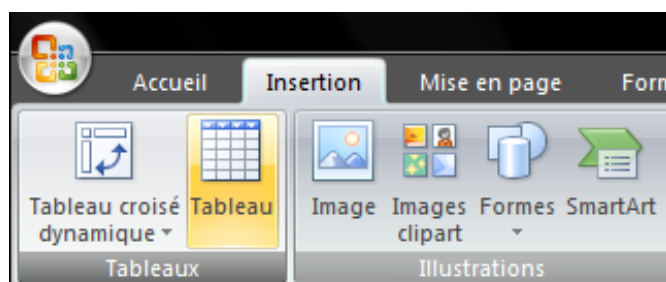 Accueil Insertion Mise en page
Tableau croisé Tableau Image Images Formes SmartArt
dynamique clipart
Tableaux Illustrations